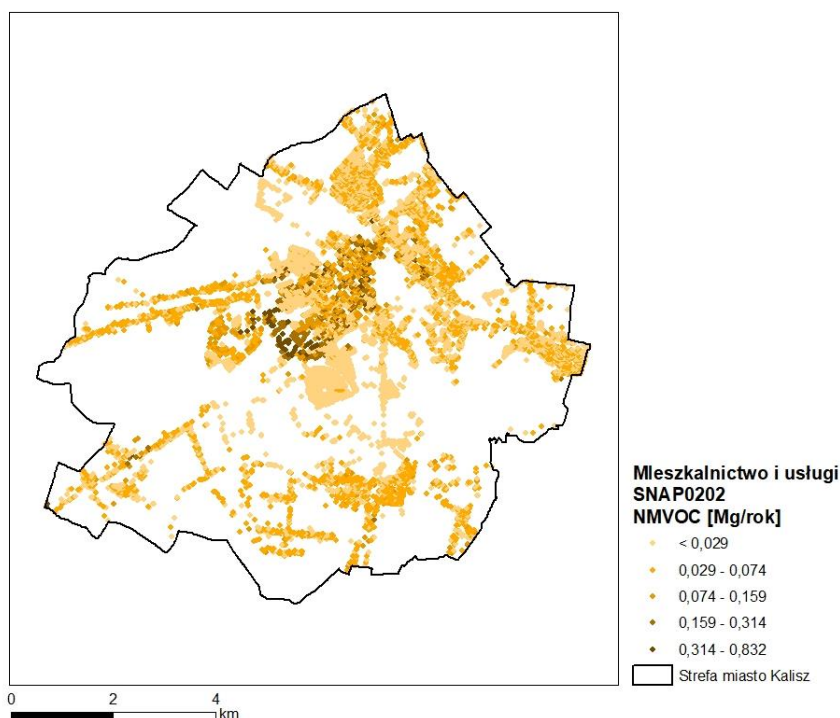 Mieszkalnictwo i usługi
SNAP0202
NMVOC [Mg/rok]
< 0,029
0,029 - 0,074
0,074 - 0,159
0,159 - 0,314
0,314 - 0,832
Strefa miasto Kalisz
0 2 4
km